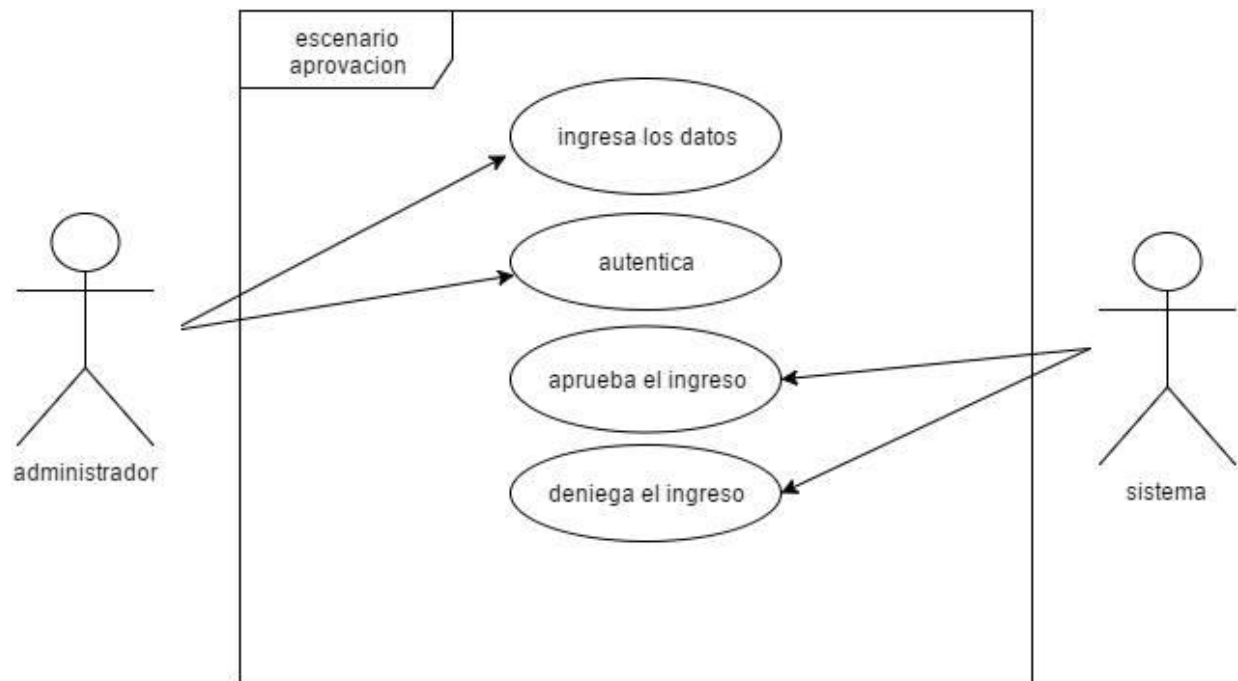 escenario
aprovacion
ingresa los datos
autentica
aprueba el ingreso
deniega el ingreso
administrador
sistema